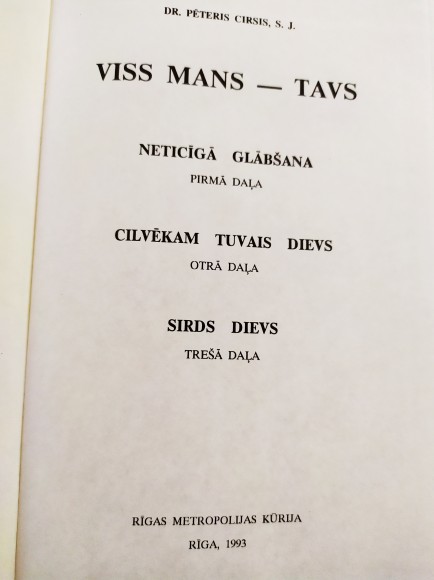 DR. PĒTERIS CIRSIS, S. J.
VISS MANS — TAVS
NETICĪGĀ GLĀBŠANA
PIRMĀ DAĻA
CILVĒKAM TUVAIS DIEVS
OTRĀ DAĻA
SIRDS DIEVS
TREŠĀ DAĻA
RĪGAS METROPOLIJAS KŪRIJA
RĪGA, 1993